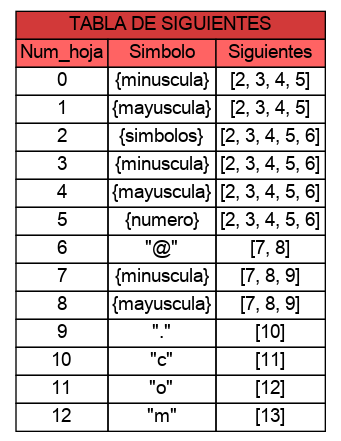 TABLA DE SIGUIENTES
Num_hoja Simbolo Siguientes
0 {minuscula} [2, 3, 4, 5]
1 {mayuscula} [2, 3, 4, 5]
2 {simbolos} [2, 3, 4, 5, 6]
3 {minuscula} [2, 3, 4, 5, 6]
4 {mayuscula} [2, 3, 4, 5, 6]
5 {numero} [2, 3, 4, 5, 6]
6 "@" [7, 8]
7 {minuscula} [7, 8, 9]
8 {mayuscula} [7, 8, 9]
9 "." [10]
10 "c" [11]
11 "o" [12]
12 "m" [13]